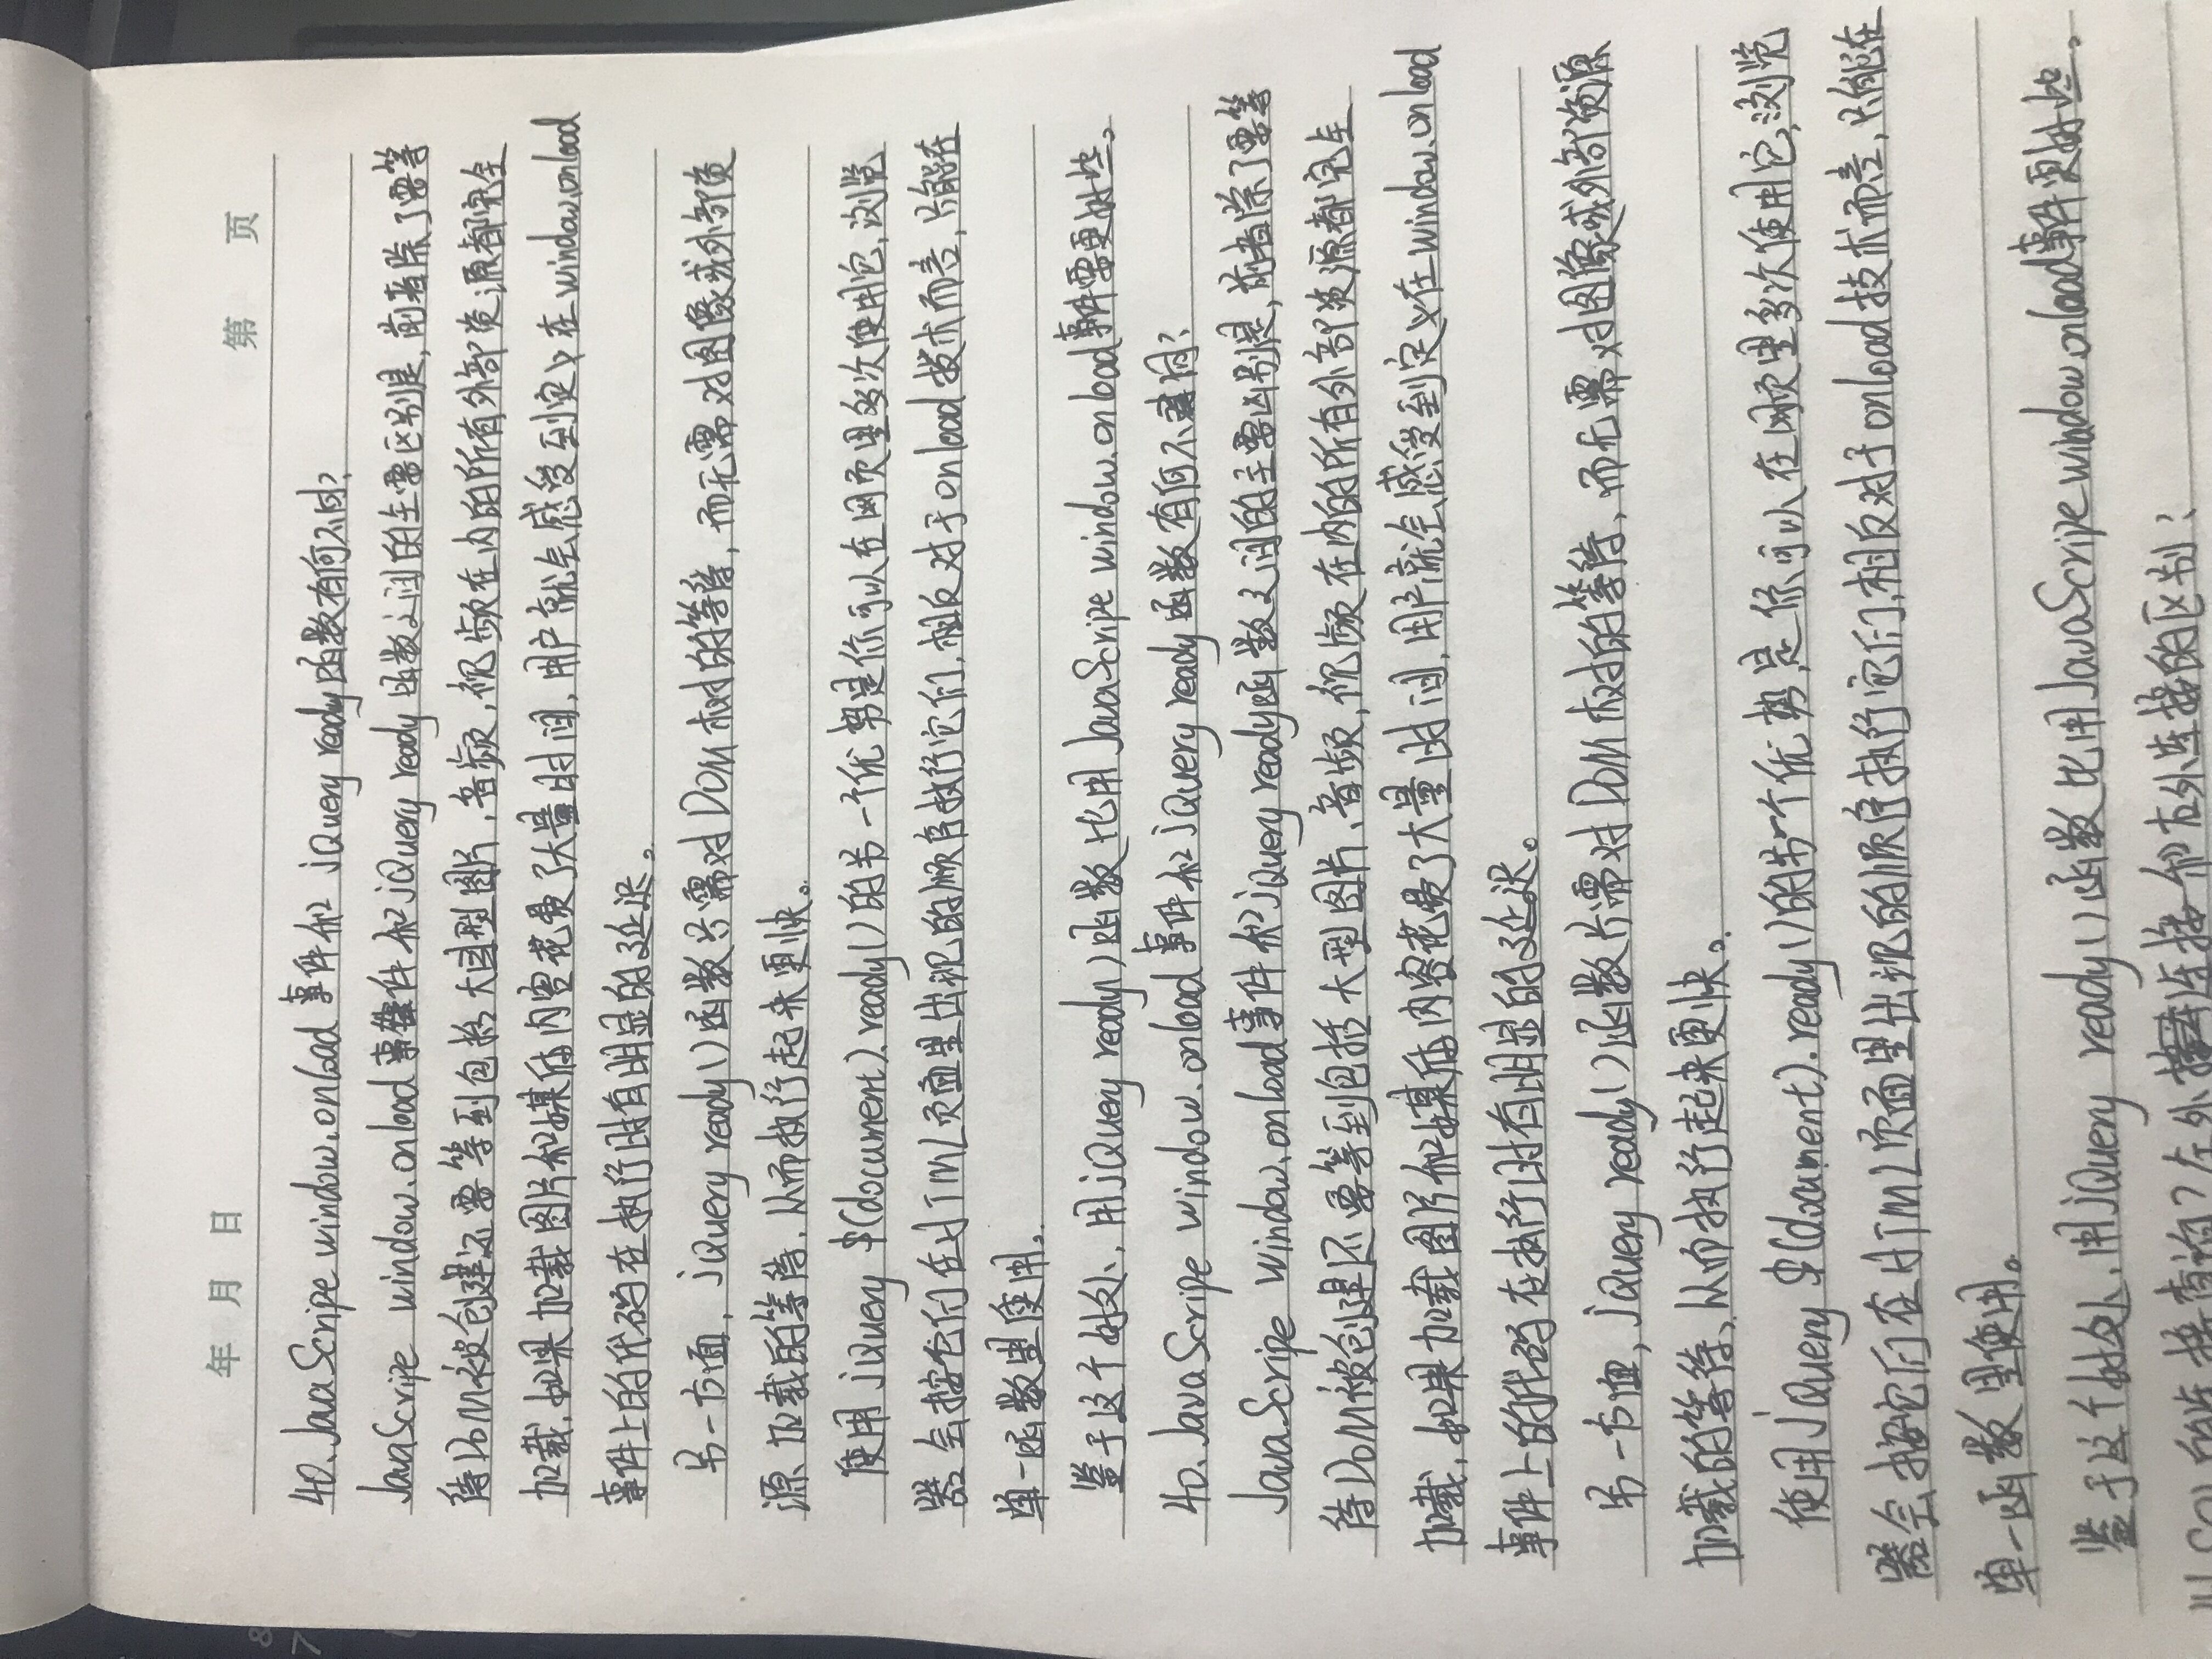 年 月 日 第 页
40、JavaScripe window.onload 事件和 jQuery ready 函数有何不同？
JavaScripe window.onload 事件和 jQuery ready 函数之间的主要区别是，前者除了要等
待DOM被创建还要等到包括大型图片，音频，视频在内的所有外部资源都完全
加载，如果加载图片和媒体内容花费了大量时间，用户就会感受到定义在window.onload
事件上的代码在执行时有明显的延迟。
另一方面，jQuery ready()函数只需对DOM树的等待，而无需对图像或外部资
源加载的等待，从而执行起来更快。
使用 jQuery $(document).ready()的另一个优势是你可以在网页里多次使用它，浏览
器会按它们在HTML页面里出现的顺序执行它们，相反对于onload技术而言，只能在
单一函数里使用。
鉴于这个好处，用jQuery ready()函数比用JavaScripe window.onload事件要更好些。
40、JavaScripe window.onload 事件和 jQuery ready 函数有何不同？
JavaScripe window.onload事件和jQuery ready函数之间的主要区别是，前者除了要等
待DOM被创建还要等到包括大型图片、音频，视频在内的所有外部资源都完全
加载，如果加载图片和媒体内容花费了大量时间，用户就会感受到定义在window.onload
事件上的代码在执行时有明显的延迟。
另一方面，jQuery ready()函数只需对DOM树的等待，而无需对图像或外部资源
加载的等待、从而执行起来更快。
使用jQuery $(document).ready()的另一个优势，是你可以在网页里多次使用它，浏览
器会按它们在HTML页面里出现的顺序执行它们，相反对于onload技术而言，只能在
单一函数里使用。
鉴于这个好处，用jQuery ready()函数比用JavaScripe window.onload事件更好些。
41、SQL的连接查询？左外连接和右外连接的区别？